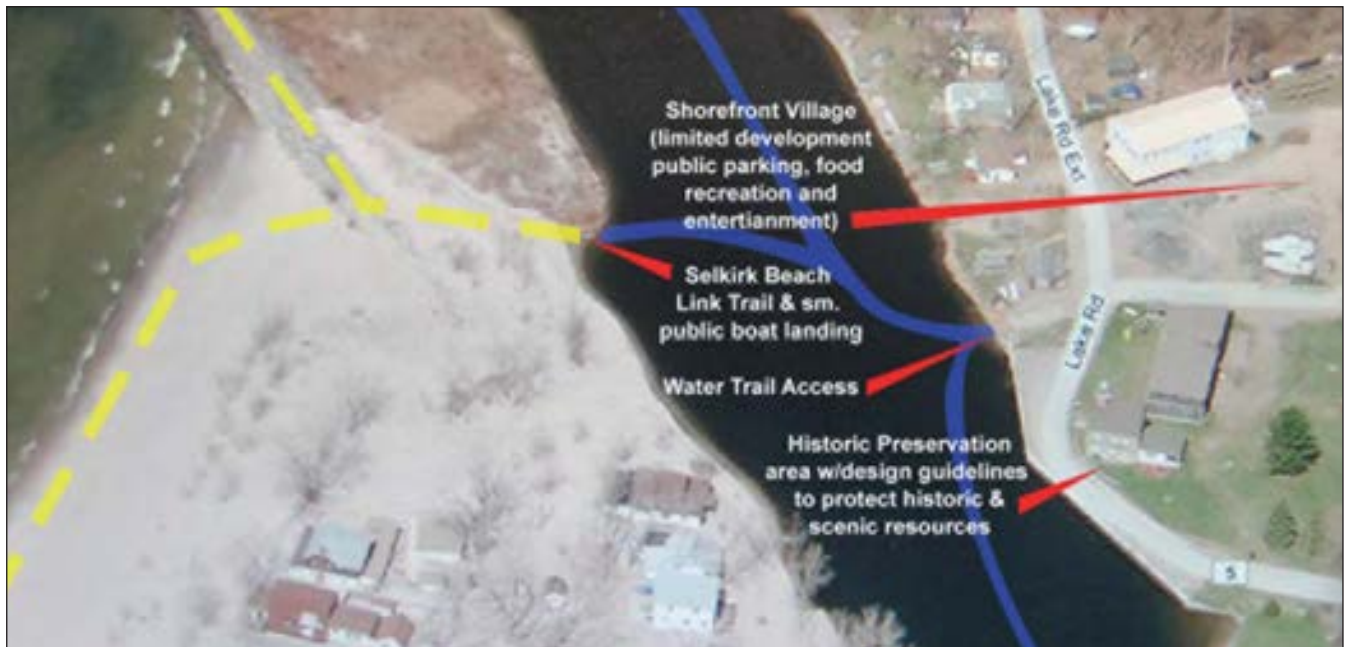 Shorefront Village
(limited development
public parking, food
recreation and
entertianment)
Lake Rd Ext
Selkirk Beach
Link Trail & sm.
public boat landing
Lake Rd
Water Trail Access
Historic Preservation
area w/design guidelines
to protect historic &
scenic resources
5